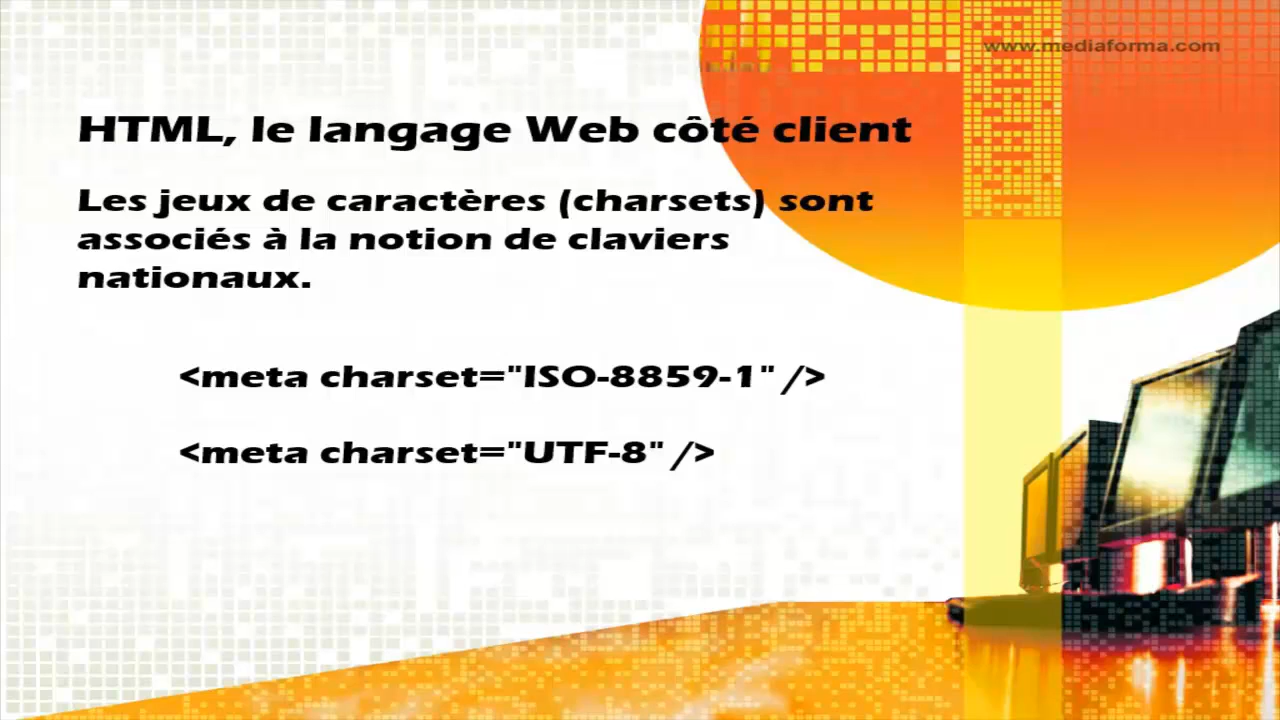 www.mediaforma.com
HTML, le langage Web côté client
Les jeux de caractères (charsets) sont
associés à la notion de claviers
nationaux.
<meta charset="ISO-8859-1" />
<meta charset="UTF-8" />